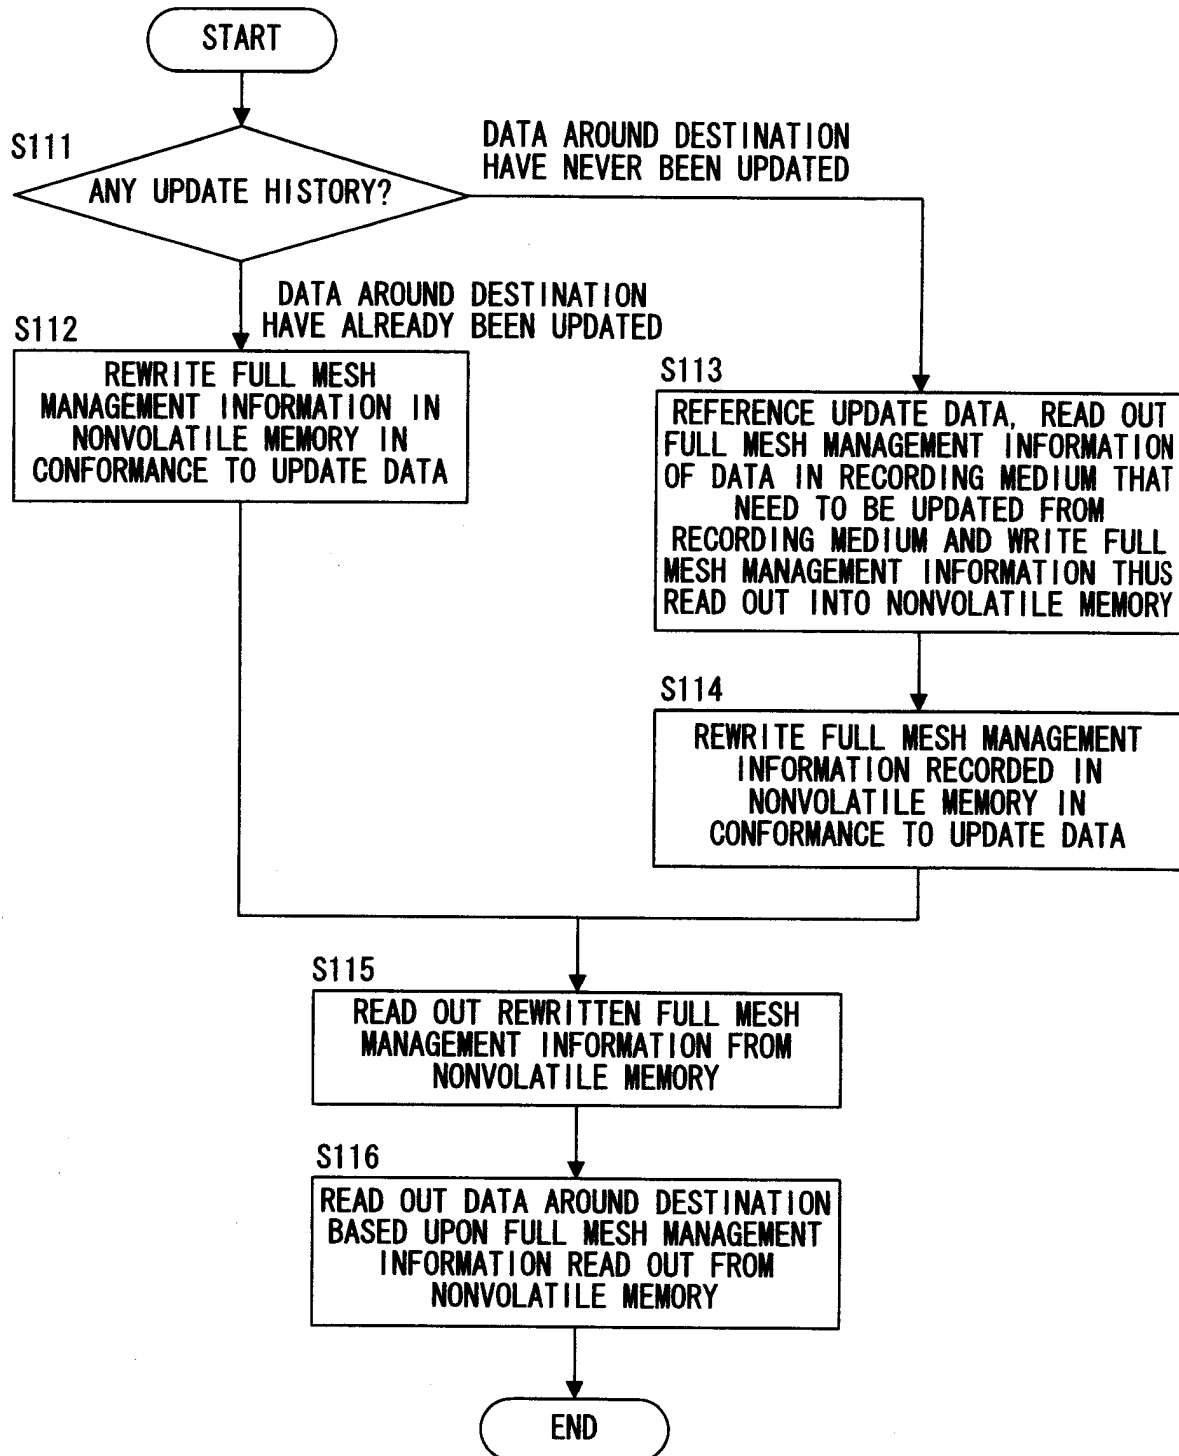 START
S111
ANY UPDATE HISTORY?
DATA AROUND DESTINATION
HAVE NEVER BEEN UPDATED
DATA AROUND DESTINATION
HAVE ALREADY BEEN UPDATED
S112
REWRITE FULL MESH
MANAGEMENT INFORMATION IN
NONVOLATILE MEMORY IN
CONFORMANCE TO UPDATE DATA
S113
REFERENCE UPDATE DATA, READ OUT
FULL MESH MANAGEMENT INFORMATION
OF DATA IN RECORDING MEDIUM THAT
NEED TO BE UPDATED FROM
RECORDING MEDIUM AND WRITE FULL
MESH MANAGEMENT INFORMATION THUS
READ OUT INTO NONVOLATILE MEMORY
S114
REWRITE FULL MESH MANAGEMENT
INFORMATION RECORDED IN
NONVOLATILE MEMORY IN
CONFORMANCE TO UPDATE DATA
S115
READ OUT REWRITTEN FULL MESH
MANAGEMENT INFORMATION FROM
NONVOLATILE MEMORY
S116
READ OUT DATA AROUND DESTINATION
BASED UPON FULL MESH MANAGEMENT
INFORMATION READ OUT FROM
NONVOLATILE MEMORY
END